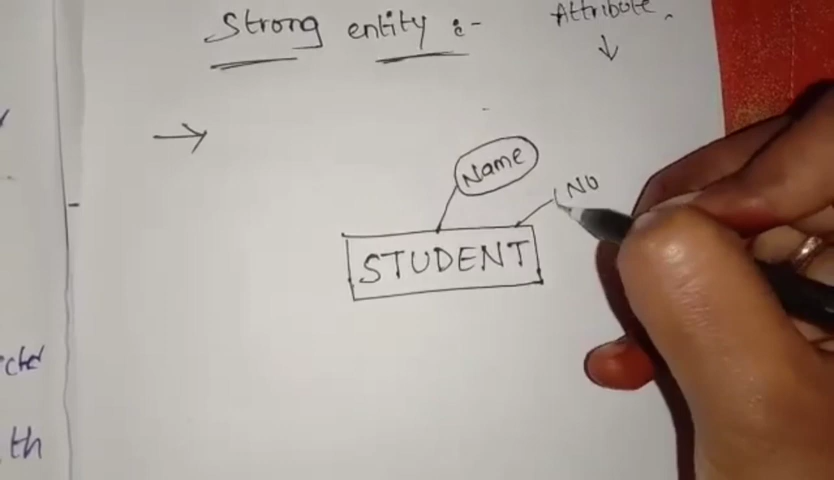 Strong entity :-
Attribute.
Name
NO
STUDENT
th